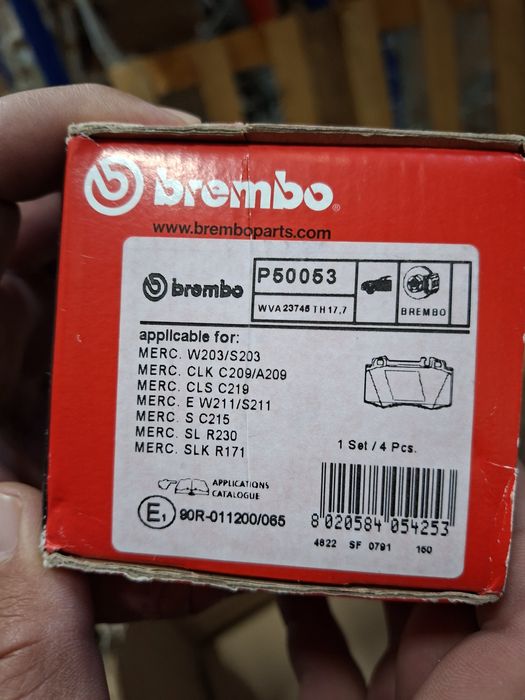 brembo®
www.bremboparts.com
brembo
P50053
WVA 23746 TH 17,7
BREMBO
applicable for:
MERC. W203/S203
MERC. CLK C209/A209
MERC. CLS C219
MERC. E W211/S211
MERC. S C215
MERC. SL R230
MERC. SLK R171
1 Set / 4 Pcs.
APPLICATIONS
CATALOGUE
E1 90R-011200/065
8 020584 054253
4822 SF 0791 150